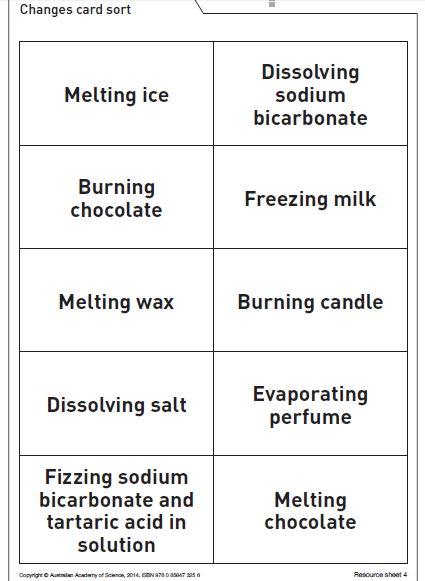 Changes card sort
Melting ice
Dissolving
sodium
bicarbonate
Burning
chocolate
Freezing milk
Melting wax
Burning candle
Dissolving salt
Evaporating
perfume
Fizzing sodium
bicarbonate and
tartaric acid in
solution
Melting
chocolate
Copyright © Australian Academy of Science, 2014. ISBN 978 0 85847 325 6
Resource sheet 4